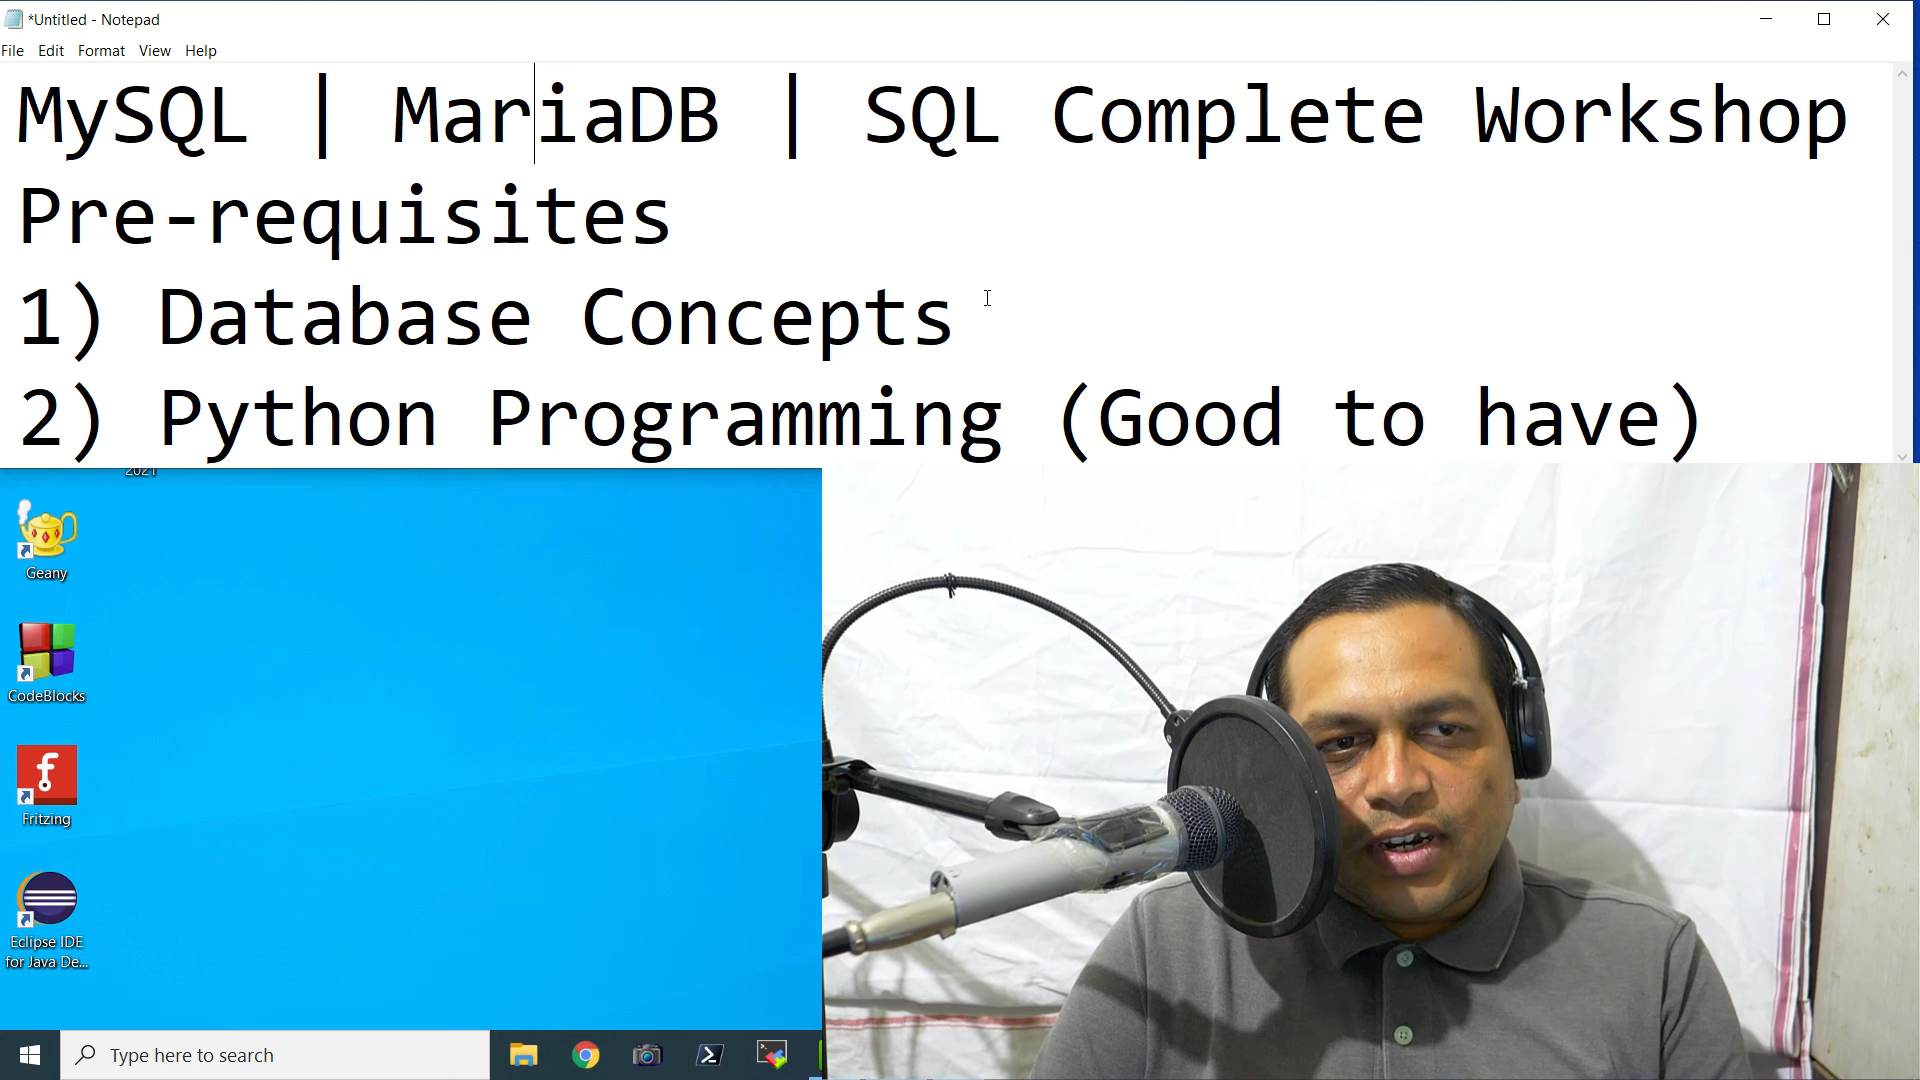 *Untitled - Notepad
File Edit Format View Help
MySQL | MariaDB | SQL Complete Workshop
Pre-requisites
1) Database Concepts
2) Python Programming (Good to have)
2021
Geany
CodeBlocks
Fritzing
Eclipse IDE
for Java De...
Type here to search